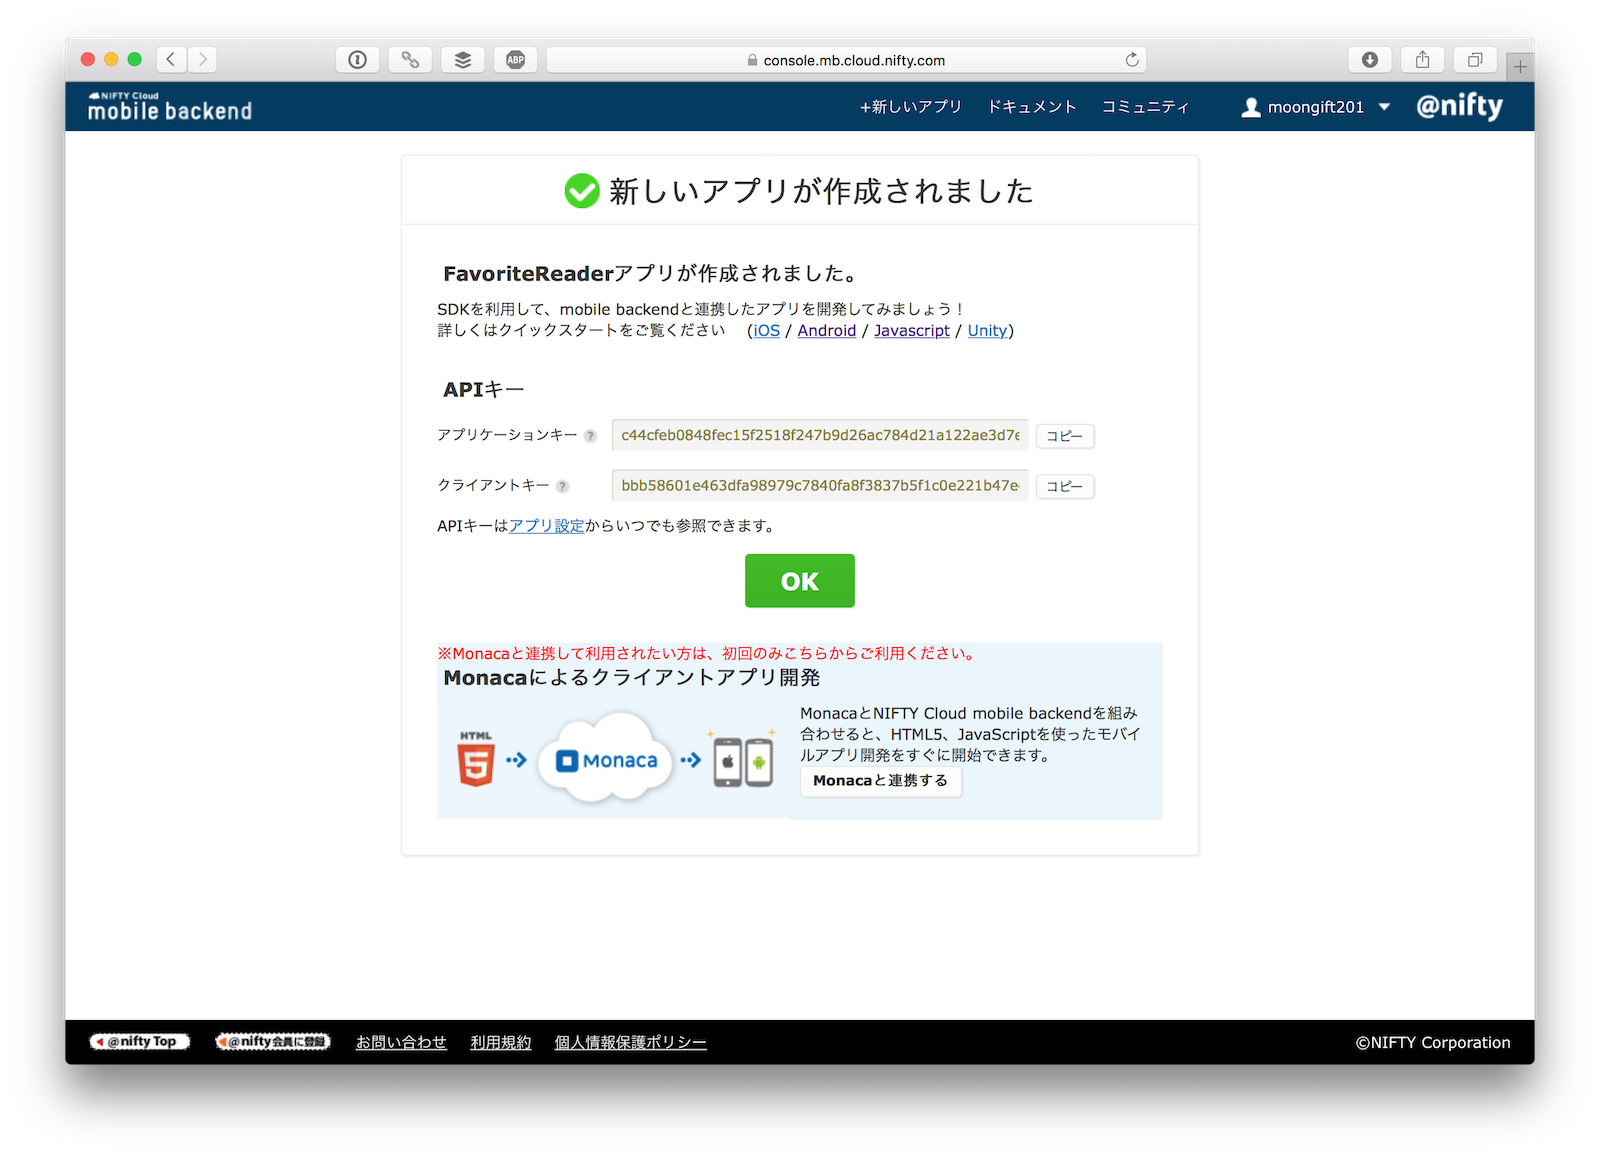 ABP
console.mb.cloud.nifty.com
NIFTY Cloud
mobile backend
+新しいアプリ ドキュメント コミュニティ moongift201 @nifty
新しいアプリが作成されました
FavoriteReaderアプリが作成されました。
SDKを利用して、mobile backendと連携したアプリを開発してみましょう！
詳しくはクイックスタートをご覧ください (iOS / Android / Javascript / Unity)
APIキー
アプリケーションキー ? c44cfeb0848fec15f2518f247b9d26ac784d21a122ae3d7e コピー
クライアントキー ? bbb58601e463dfa98979c7840fa8f3837b5f1c0e221b47e コピー
APIキーはアプリ設定からいつでも参照できます。
OK
※Monacaと連携して利用されたい方は、初回のみこちらからご利用ください。
Monacaによるクライアントアプリ開発
HTML
5
Monaca
MonacaとNIFTY Cloud mobile backendを組み
合わせると、HTML5、JavaScriptを使ったモバイ
ルアプリ開発をすぐに開始できます。
Monacaと連携する
@nifty Top @nifty会員に登録 お問い合わせ 利用規約 個人情報保護ポリシー ©NIFTY Corporation